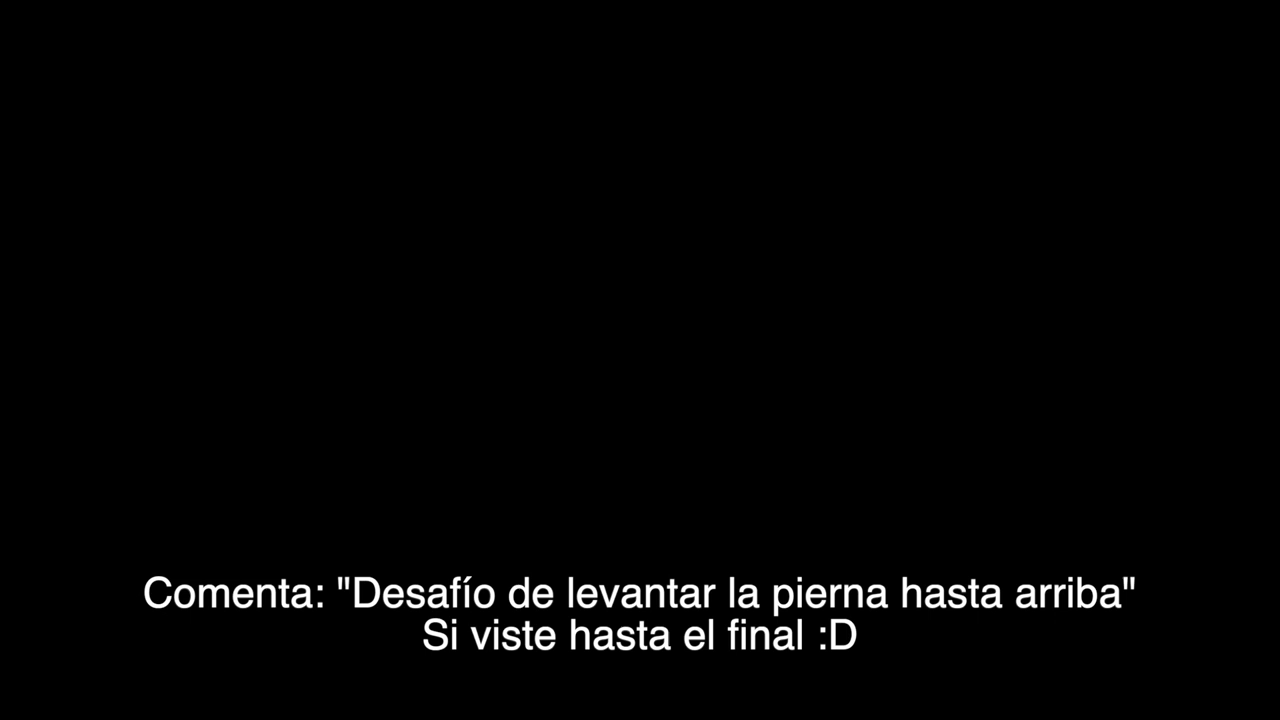 Comenta: "Desafío de levantar la pierna hasta arriba"
Si viste hasta el final :D